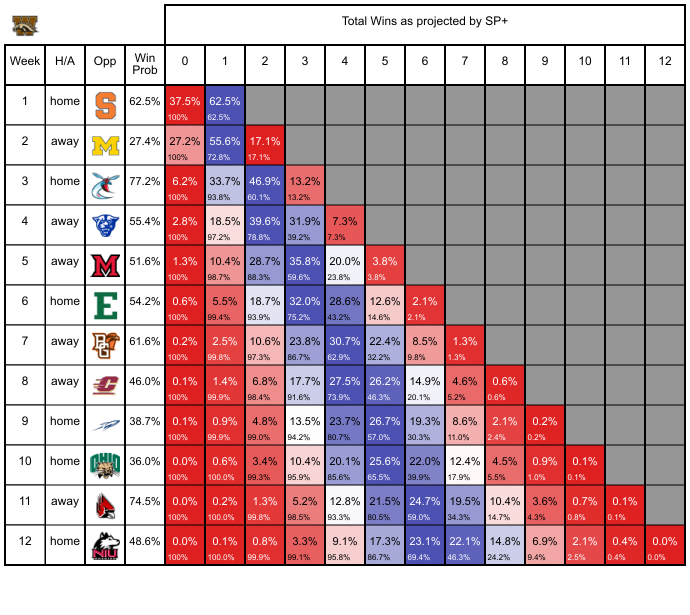 Total Wins as projected by SP+
Week H/A Opp Win Prob 0 1 2 3 4 5 6 7 8 9 10 11 12
1 home S 62.5% 37.5% 62.5%
100% 62.5%
2 away M 27.4% 27.2% 55.6% 17.1%
100% 72.8% 17.1%
3 home 77.2% 6.2% 33.7% 46.9% 13.2%
100% 93.8% 60.1% 13.2%
4 away 55.4% 2.8% 18.5% 39.6% 31.9% 7.3%
100% 97.2% 78.8% 39.2% 7.3%
5 away M 51.6% 1.3% 10.4% 28.7% 35.8% 20.0% 3.8%
100% 98.7% 88.3% 59.6% 23.8% 3.8%
6 home E 54.2% 0.6% 5.5% 18.7% 32.0% 28.6% 12.6% 2.1%
100% 99.4% 93.9% 75.2% 43.2% 14.6% 2.1%
7 away BG 61.6% 0.2% 2.5% 10.6% 23.8% 30.7% 22.4% 8.5% 1.3%
100% 99.8% 97.3% 86.7% 62.9% 32.2% 9.8% 1.3%
8 away C 46.0% 0.1% 1.4% 6.8% 17.7% 27.5% 26.2% 14.9% 4.6% 0.6%
100% 99.9% 98.4% 91.6% 73.9% 46.3% 20.1% 5.2% 0.6%
9 home 38.7% 0.1% 0.9% 4.8% 13.5% 23.7% 26.7% 19.3% 8.6% 2.1% 0.2%
100% 99.9% 99.0% 94.2% 80.7% 57.0% 30.3% 11.0% 2.4% 0.2%
10 home OHIO 36.0% 0.0% 0.6% 3.4% 10.4% 20.1% 25.6% 22.0% 12.4% 4.5% 0.9% 0.1%
100% 100.0% 99.3% 95.9% 85.6% 65.5% 39.9% 17.9% 5.5% 1.0% 0.1%
11 away 74.5% 0.0% 0.2% 1.3% 5.2% 12.8% 21.5% 24.7% 19.5% 10.4% 3.6% 0.7% 0.1%
100% 100.0% 99.8% 98.5% 93.3% 80.5% 59.0% 34.3% 14.7% 4.3% 0.8% 0.1%
12 home NIU 48.6% 0.0% 0.1% 0.8% 3.3% 9.1% 17.3% 23.1% 22.1% 14.8% 6.9% 2.1% 0.4% 0.0%
100% 100.0% 99.9% 99.1% 95.8% 86.7% 69.4% 46.3% 24.2% 9.4% 2.5% 0.4% 0.0%